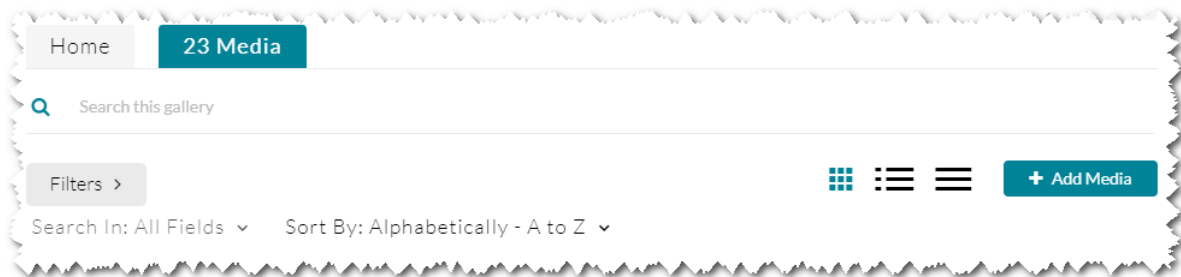 Home 23 Media
Search this gallery
Filters >
+ Add Media
Search In: All Fields Sort By: Alphabetically - A to Z